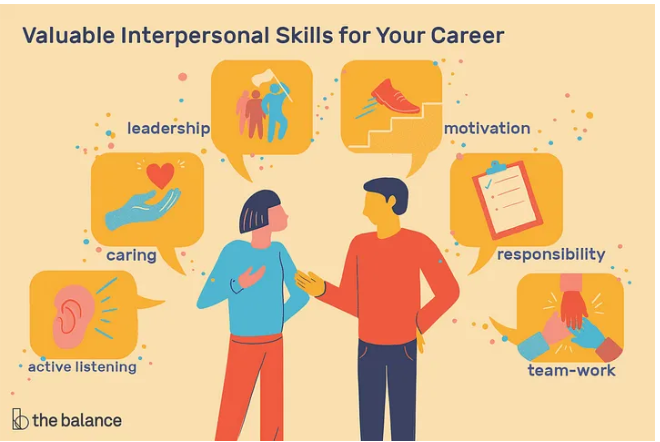 Valuable Interpersonal Skills for Your Career
leadership
motivation
caring
responsibility
active listening
team-work
the balance